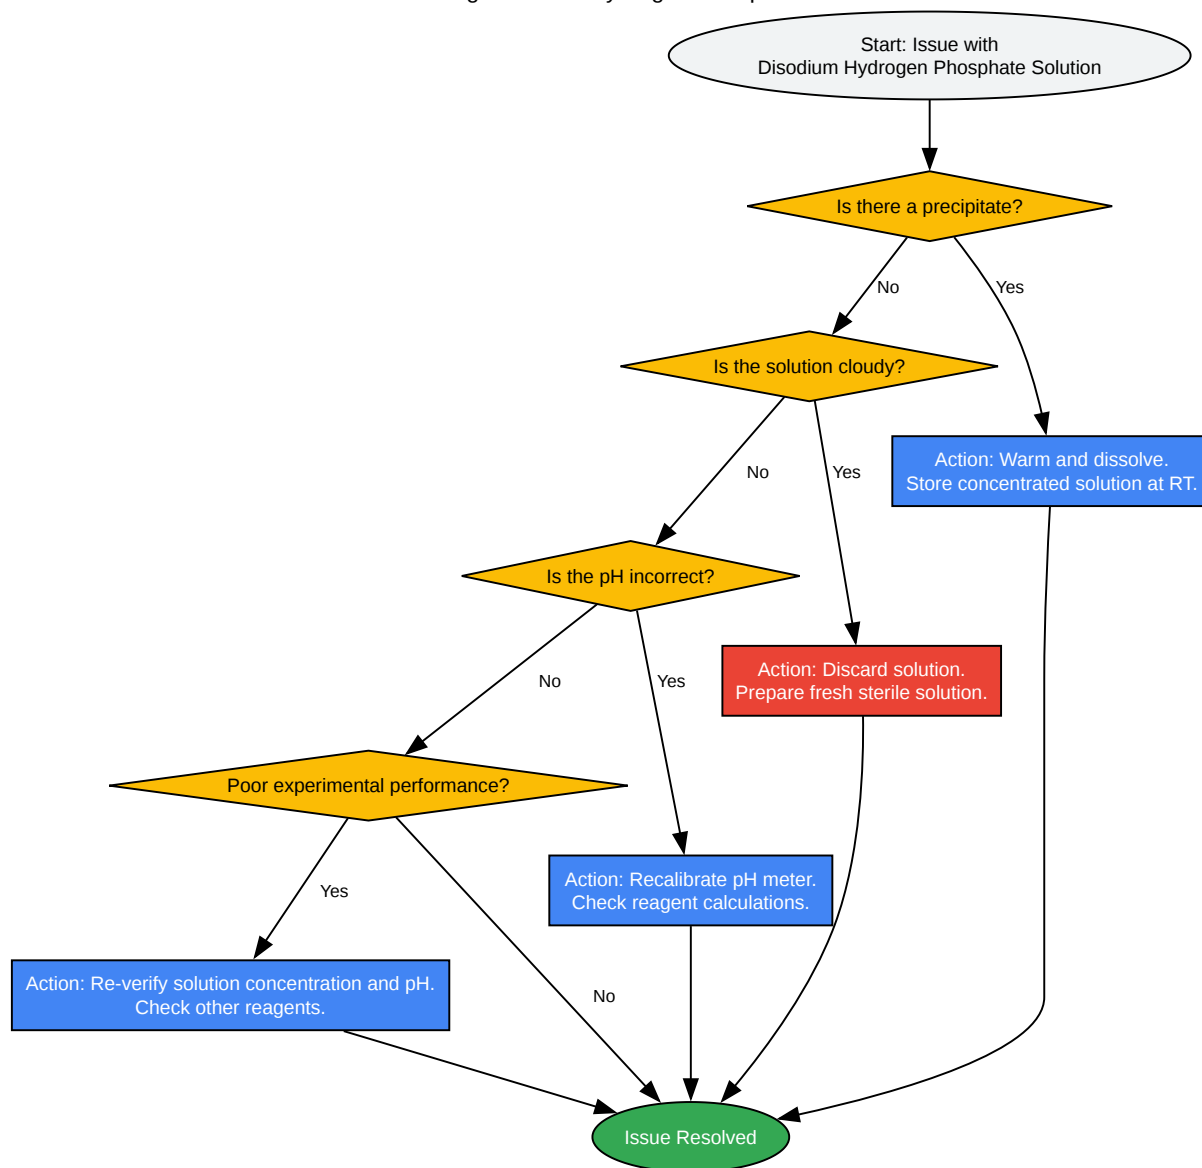 Start: Issue with
Disodium Hydrogen Phosphate Solution
Is there a precipitate?
No
Yes
Is the solution cloudy?
Action: Warm and dissolve.
Store concentrated solution at RT.
No
Yes
Is the pH incorrect?
Action: Discard solution.
Prepare fresh sterile solution.
No
Yes
Poor experimental performance?
Action: Recalibrate pH meter.
Check reagent calculations.
Yes
No
Action: Re-verify solution concentration and pH.
Check other reagents.
Issue Resolved